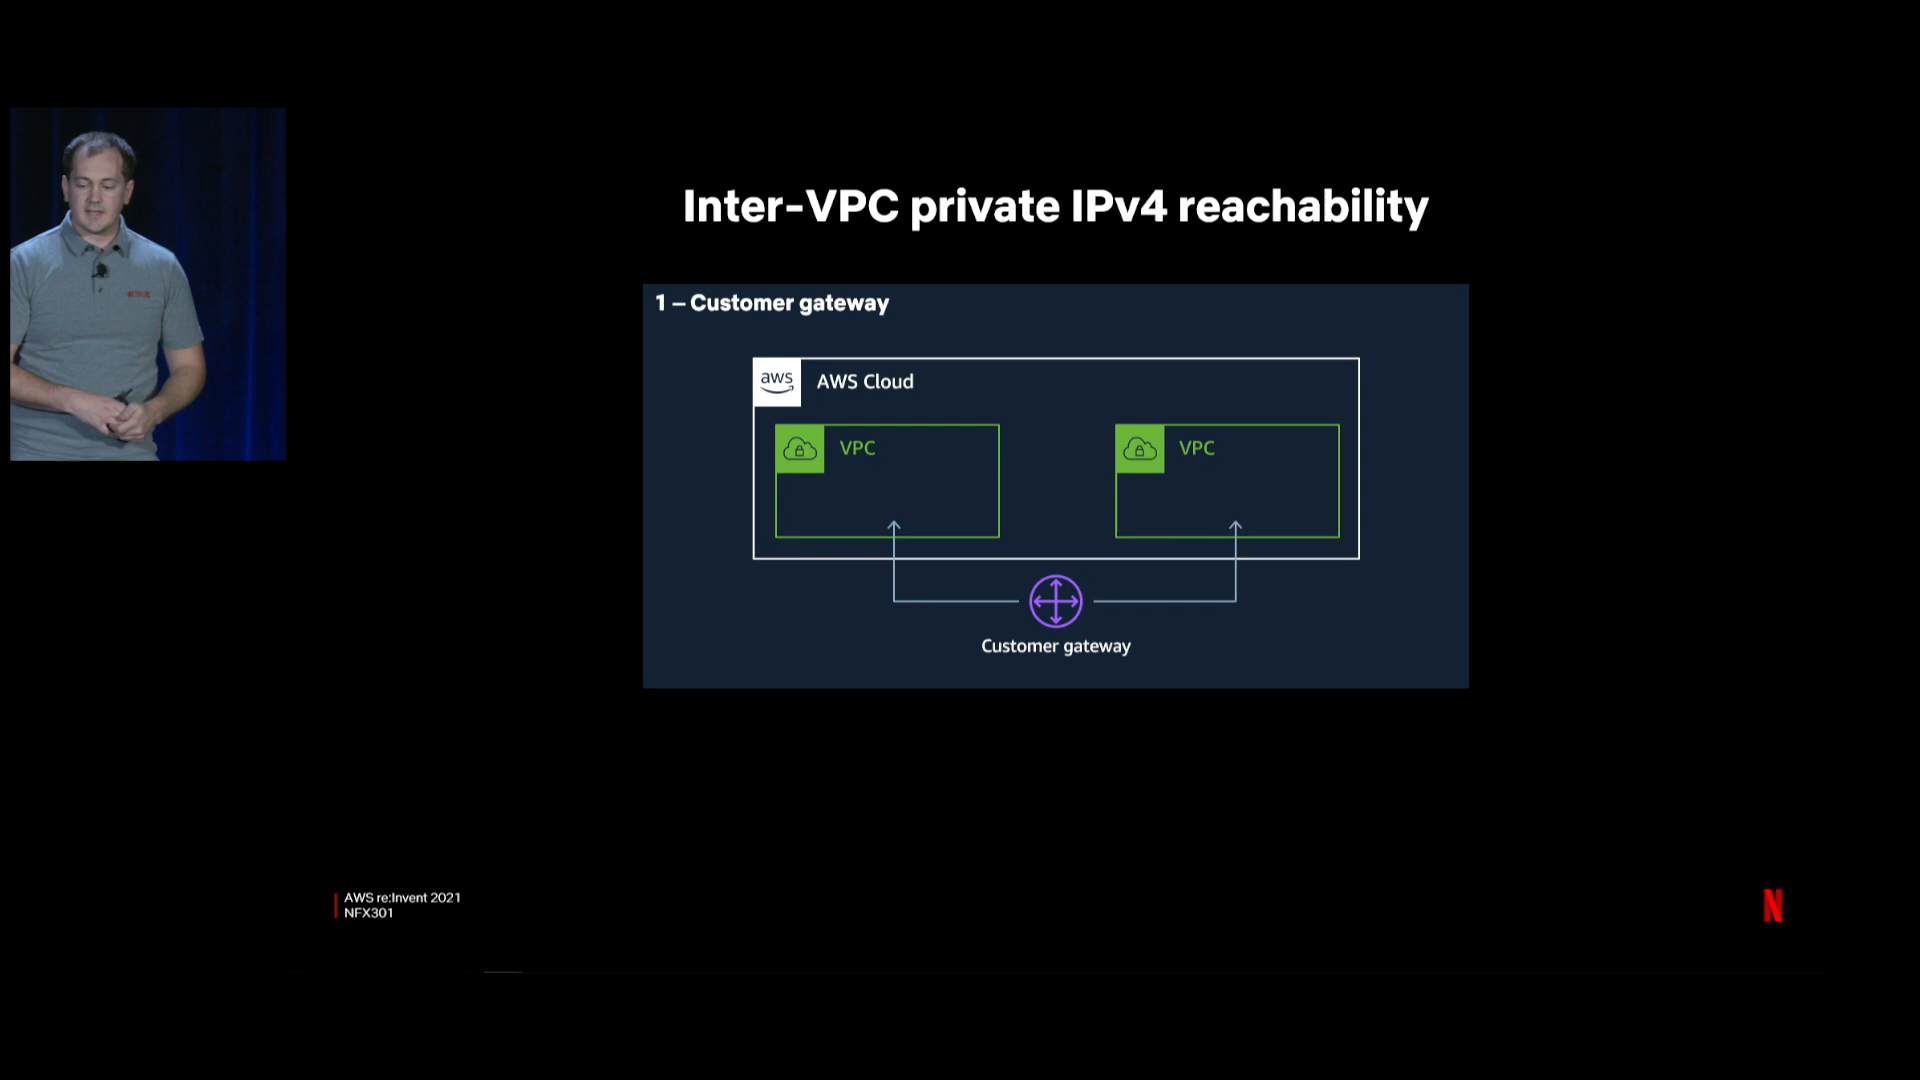 Inter-VPC private IPv4 reachability
1 – Customer gateway
aws
AWS Cloud
VPC
VPC
Customer gateway
NETFLIX
AWS re:Invent 2021
NFX301
N